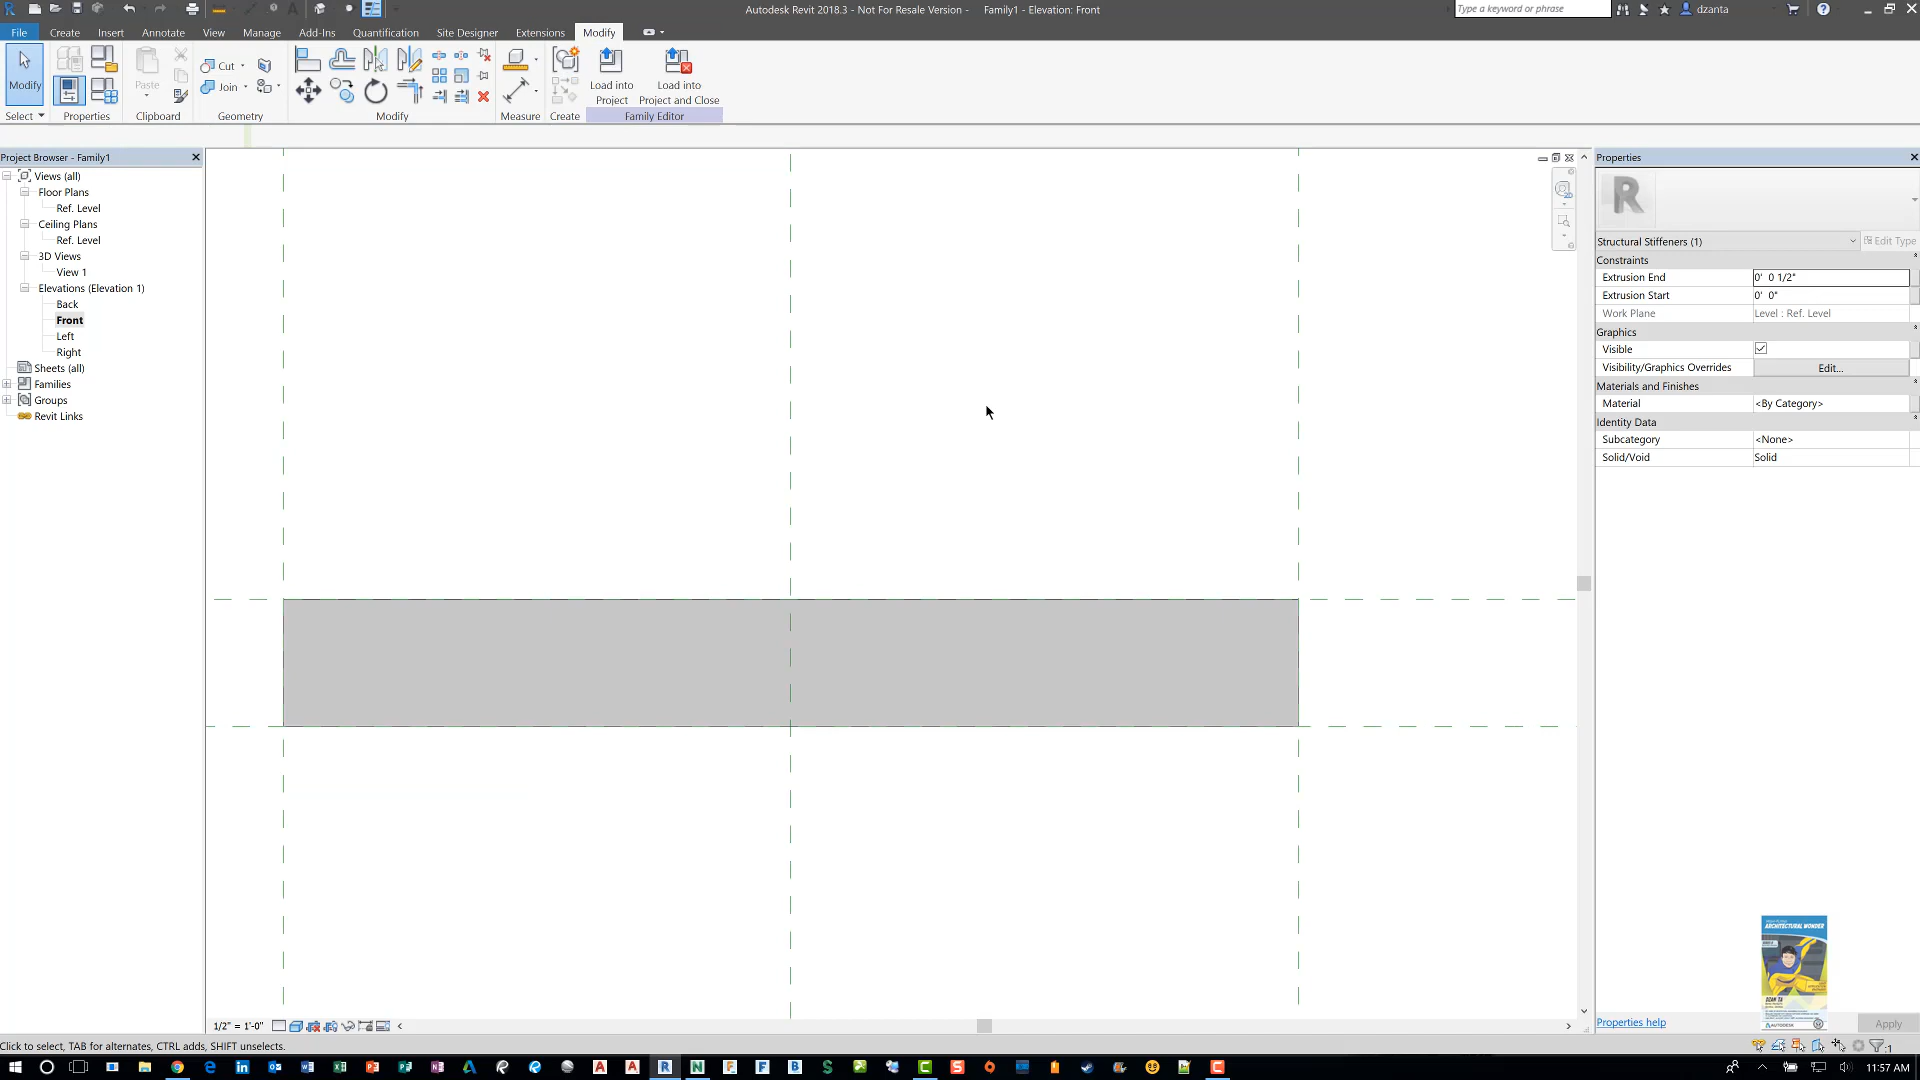 Autodesk Revit 2018.3 - Not For Resale Version - Family1 - Elevation: Front
Type a keyword or phrase
dzanta
File Create Insert Annotate View Manage Add-Ins Quantification Site Designer Extensions Modify
Modify
Paste
Cut
Join
Load into
Project
Load into
Project and Close
Select Properties Clipboard Geometry Modify Measure Create Family Editor
Project Browser - Family1
Views (all)
Floor Plans
Ref. Level
Ceiling Plans
Ref. Level
3D Views
View 1
Elevations (Elevation 1)
Back
Front
Left
Right
Sheets (all)
Families
Groups
Revit Links
Properties
R
Structural Stiffeners (1)
Edit Type
Constraints
Extrusion End 0' 0 1/2"
Extrusion Start 0' 0"
Work Plane Level : Ref. Level
Graphics
Visible
Visibility/Graphics Overrides Edit...
Materials and Finishes
Material <By Category>
Identity Data
Subcategory <None>
Solid/Void Solid
ARCHITECTURAL WONDER
AUTODESK
Properties help
Apply
1/2" = 1'-0"
Click to select, TAB for alternates, CTRL adds, SHIFT unselects.
:1
11:57 AM